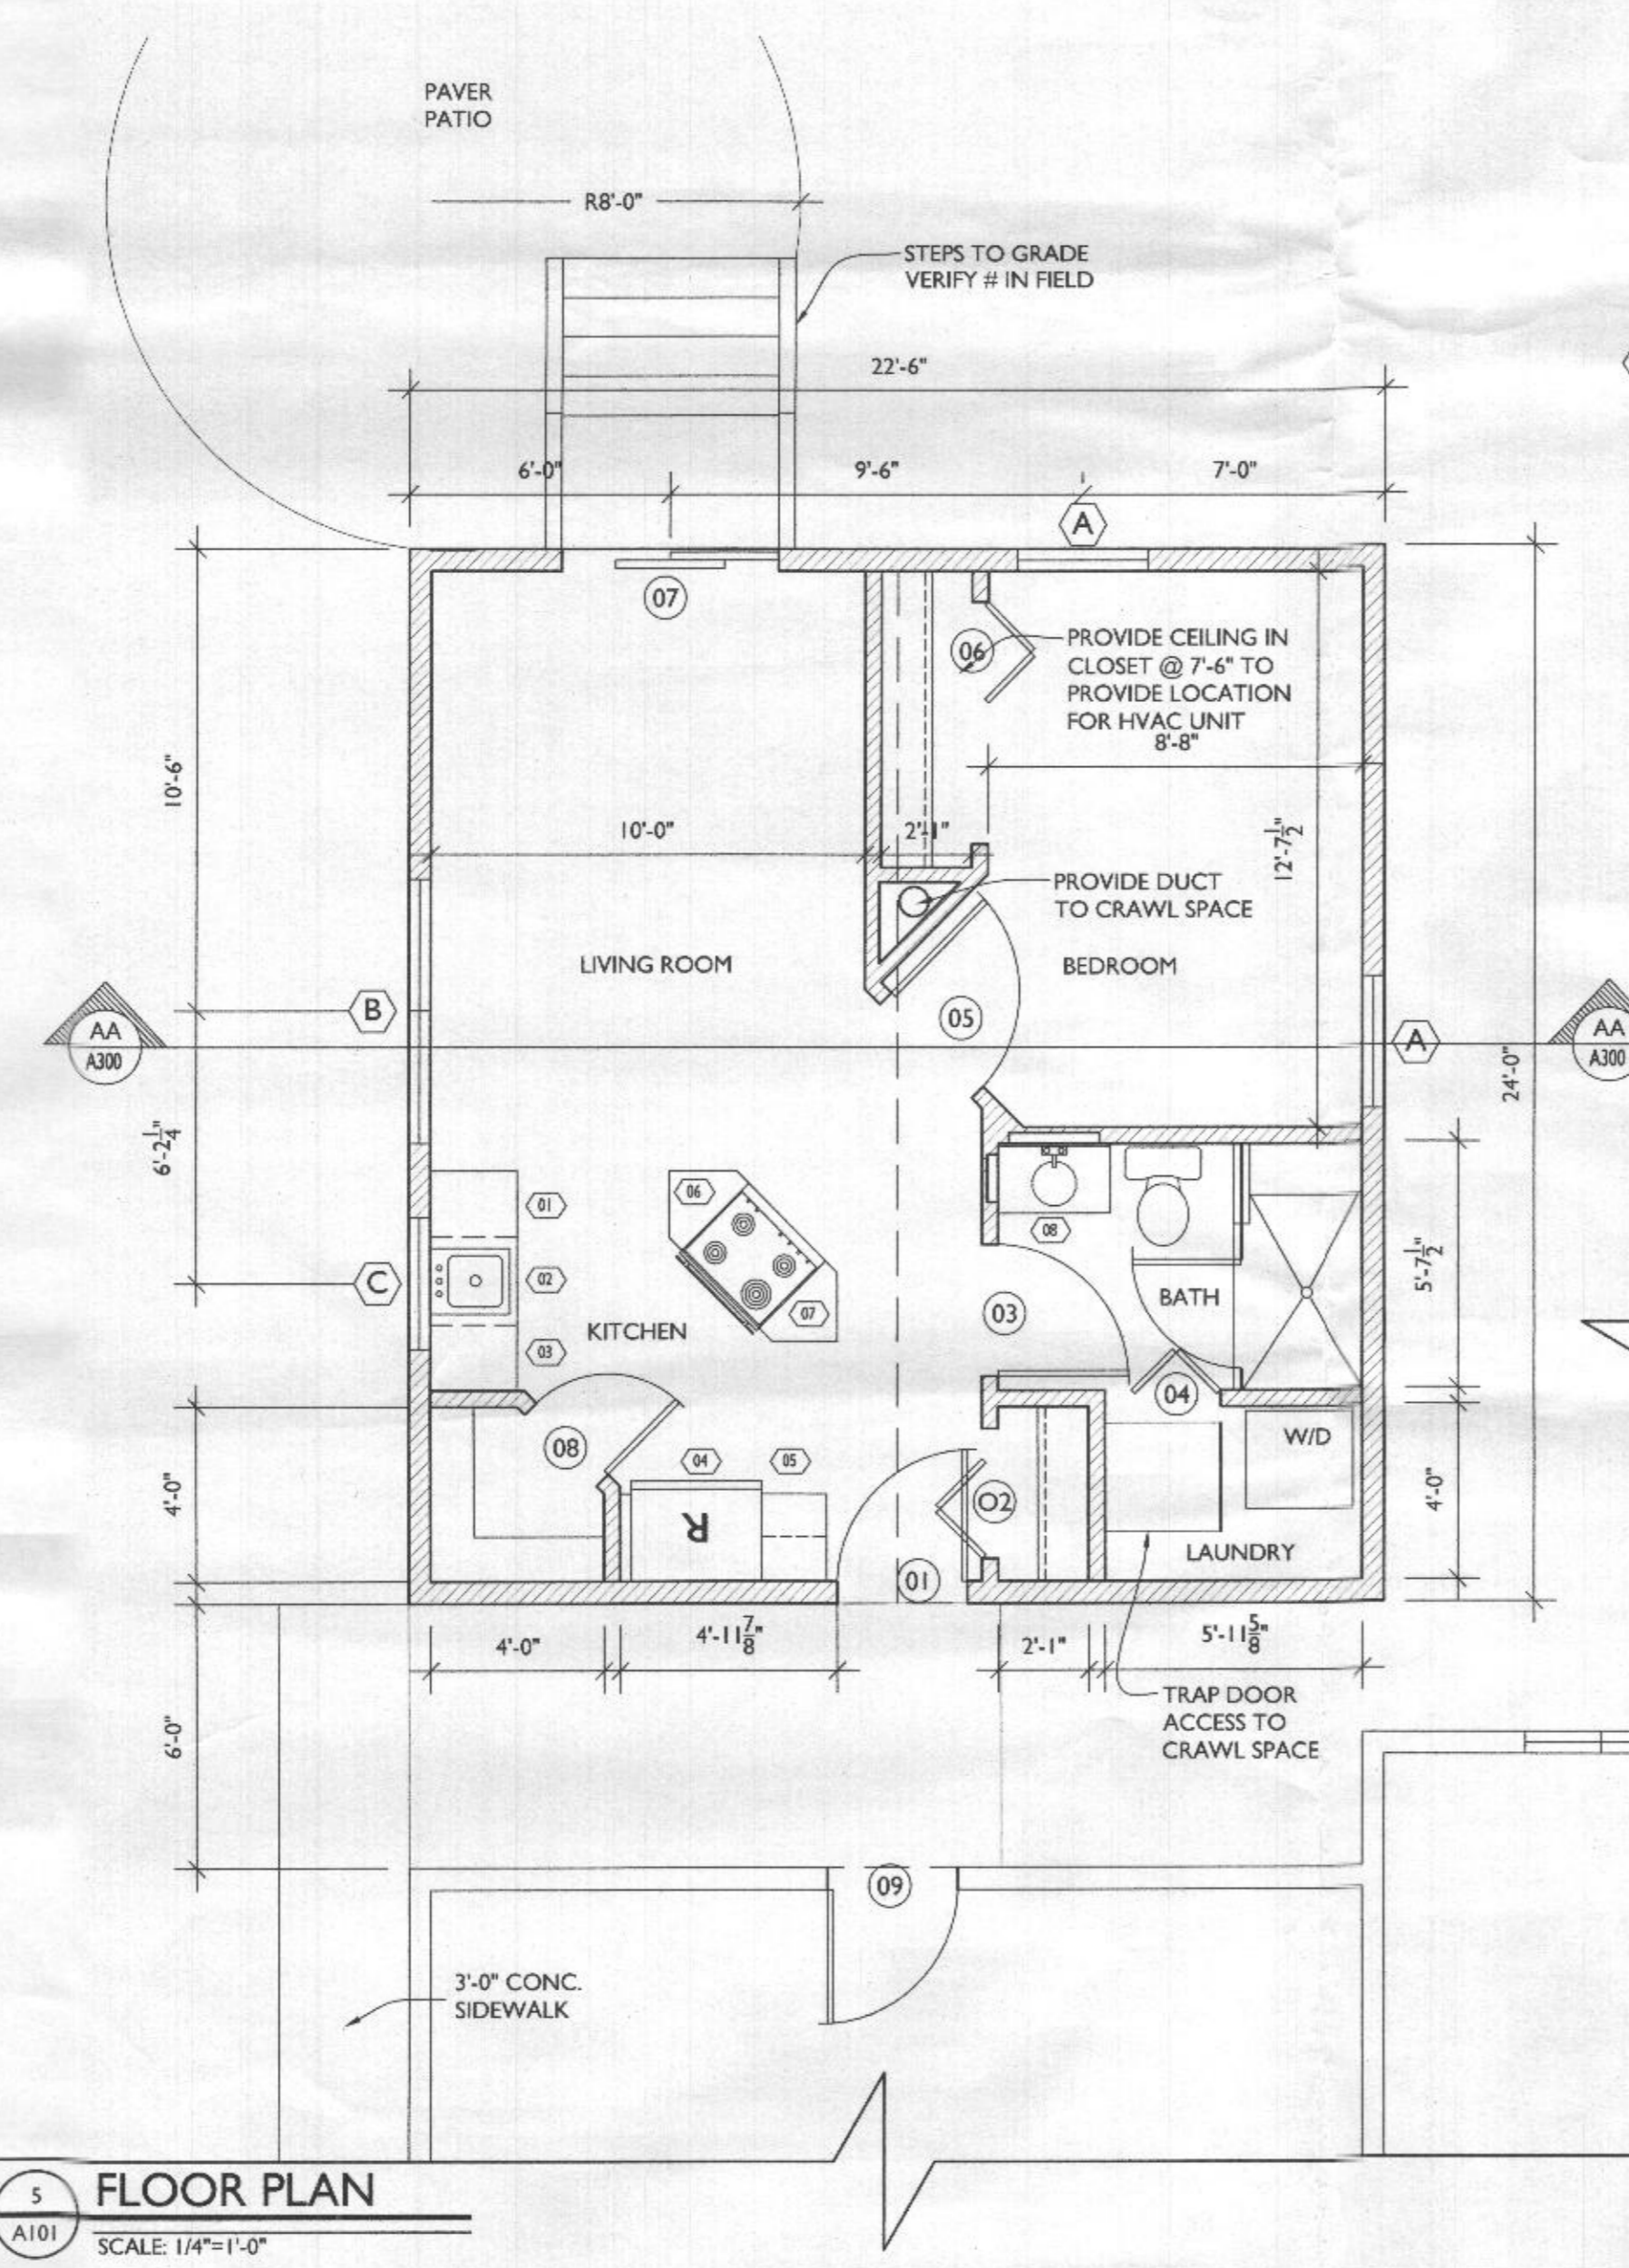 PAVER
PATIO
R8'-0"
STEPS TO GRADE
VERIFY # IN FIELD
22'-6"
6'-0"
9'-6"
7'-0"
A
07
06
PROVIDE CEILING IN
CLOSET @ 7'-6" TO
PROVIDE LOCATION
FOR HVAC UNIT
8'-8"
10'-6"
10'-0"
2'-1"
12'-7 1/2"
PROVIDE DUCT
TO CRAWL SPACE
LIVING ROOM
BEDROOM
B
05
AA
A300
A
AA
A300
24'-0"
6'-2 1/4"
01
06
08
02
C
07
03
BATH
5'-7 1/2"
KITCHEN
03
04
08
04
05
W/D
4'-0"
4'-0"
R
02
LAUNDRY
01
4'-0"
4'-11 7/8"
2'-1"
5'-11 5/8"
TRAP DOOR
ACCESS TO
CRAWL SPACE
6'-0"
09
3'-0" CONC.
SIDEWALK
5
A101
FLOOR PLAN
SCALE: 1/4"=1'-0"